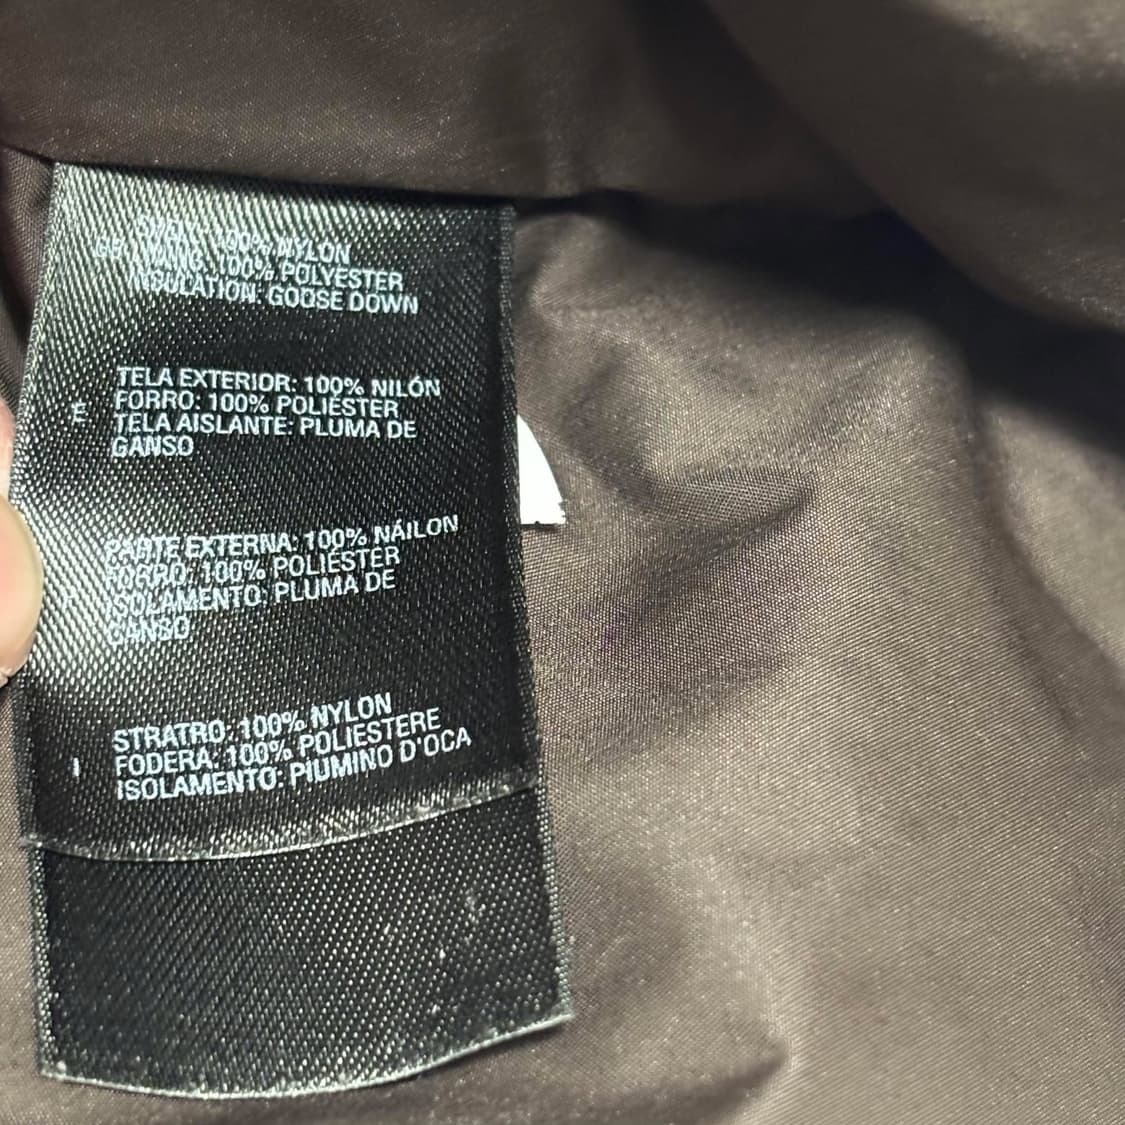 100% NYLON
GB LINING: 100% POLYESTER
INSULATION: GOOSE DOWN
TELA EXTERIOR: 100% NILÓN
E FORRO: 100% POLIÉSTER
TELA AISLANTE: PLUMA DE
GANSO
PARTE EXTERNA: 100% NÁILON
FORRO: 100% POLIÉSTER
P ISOLAMENTO: PLUMA DE
GANSO
STRATRO: 100% NYLON
I FODERA: 100% POLIESTERE
ISOLAMENTO: PIUMINO D'OCA